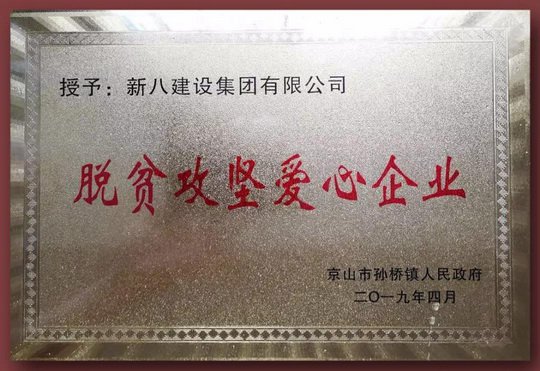 授予：新八建设集团有限公司
脱贫攻坚爱心企业
京山市孙桥镇人民政府
二〇一九年四月